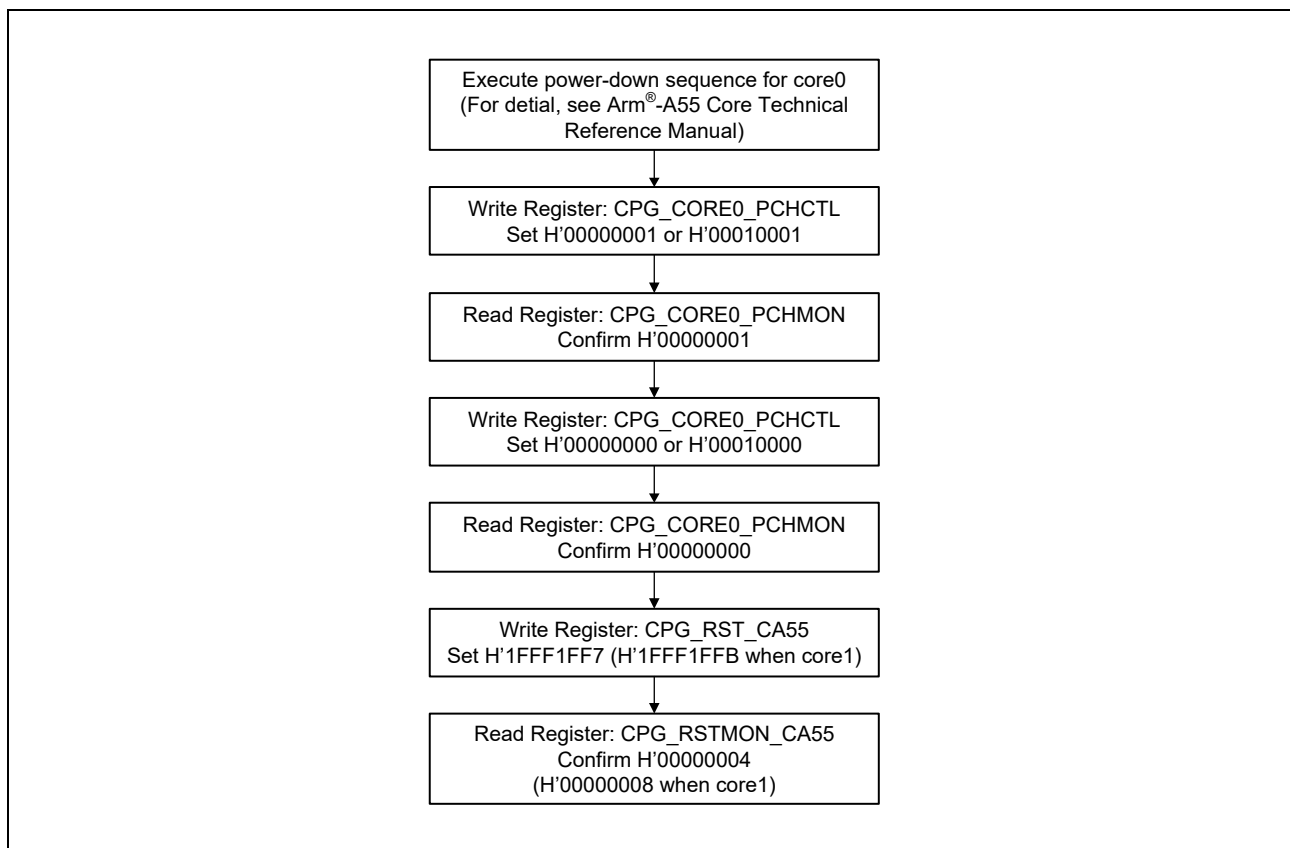 Execute power-down sequence for core0
(For detial, see Arm®-A55 Core Technical
Reference Manual)
Write Register: CPG_CORE0_PCHCTL
Set H'00000001 or H'00010001
Read Register: CPG_CORE0_PCHMON
Confirm H'00000001
Write Register: CPG_CORE0_PCHCTL
Set H'00000000 or H'00010000
Read Register: CPG_CORE0_PCHMON
Confirm H'00000000
Write Register: CPG_RST_CA55
Set H'1FFF1FF7 (H'1FFF1FFB when core1)
Read Register: CPG_RSTMON_CA55
Confirm H'00000004
(H'00000008 when core1)